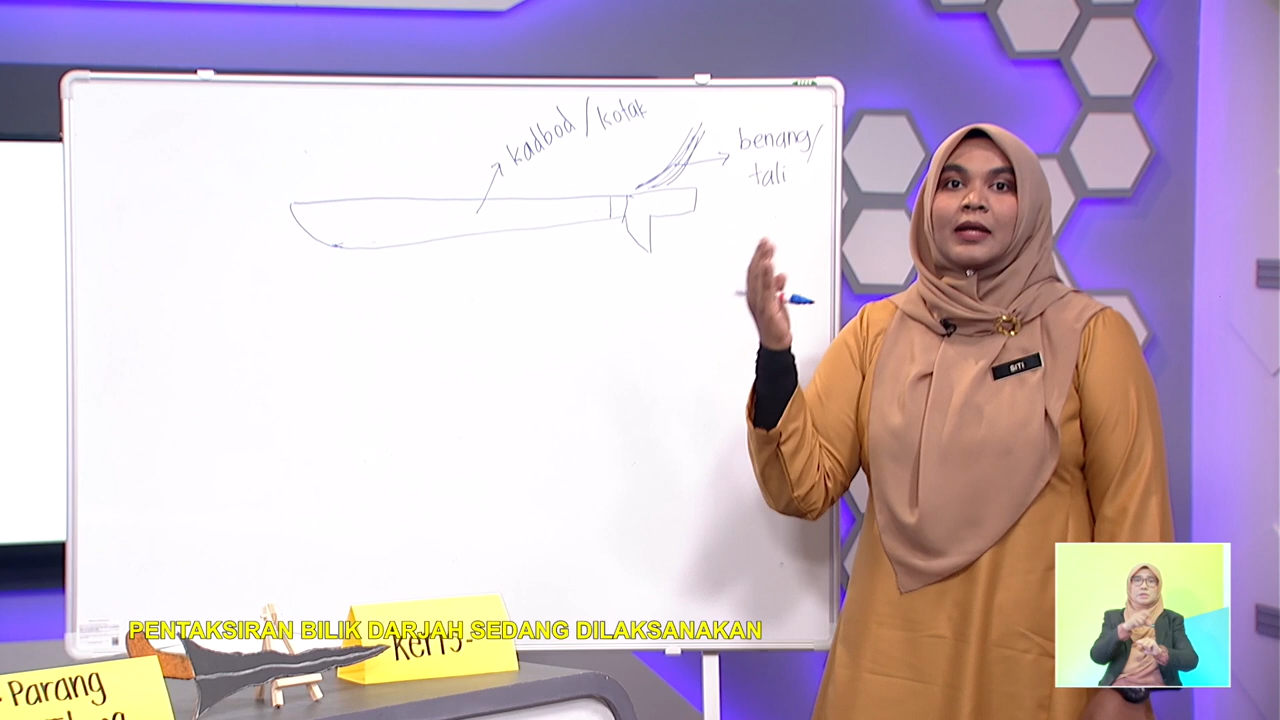 kadbod/kotak
benang/
tali
SITI
PENTAKSIRAN BILIK DARJAH SEDANG DILAKSANAKAN
Keris
Parang